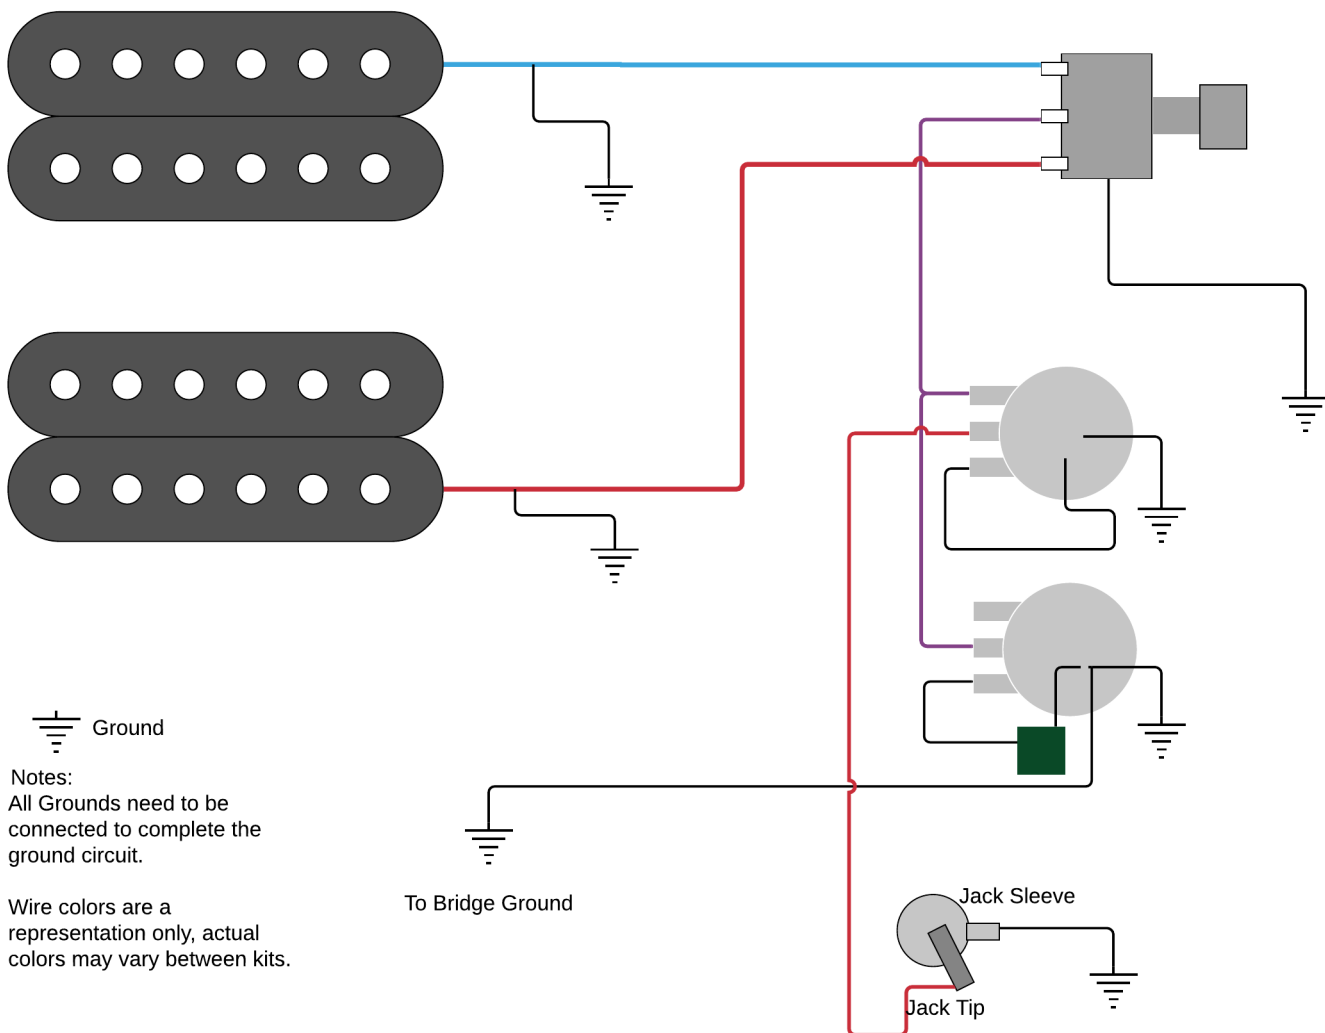 Ground
Notes:
All Grounds need to be
connected to complete the
ground circuit.
Wire colors are a
representation only, actual
colors may vary between kits.
To Bridge Ground
Jack Sleeve
Jack Tip